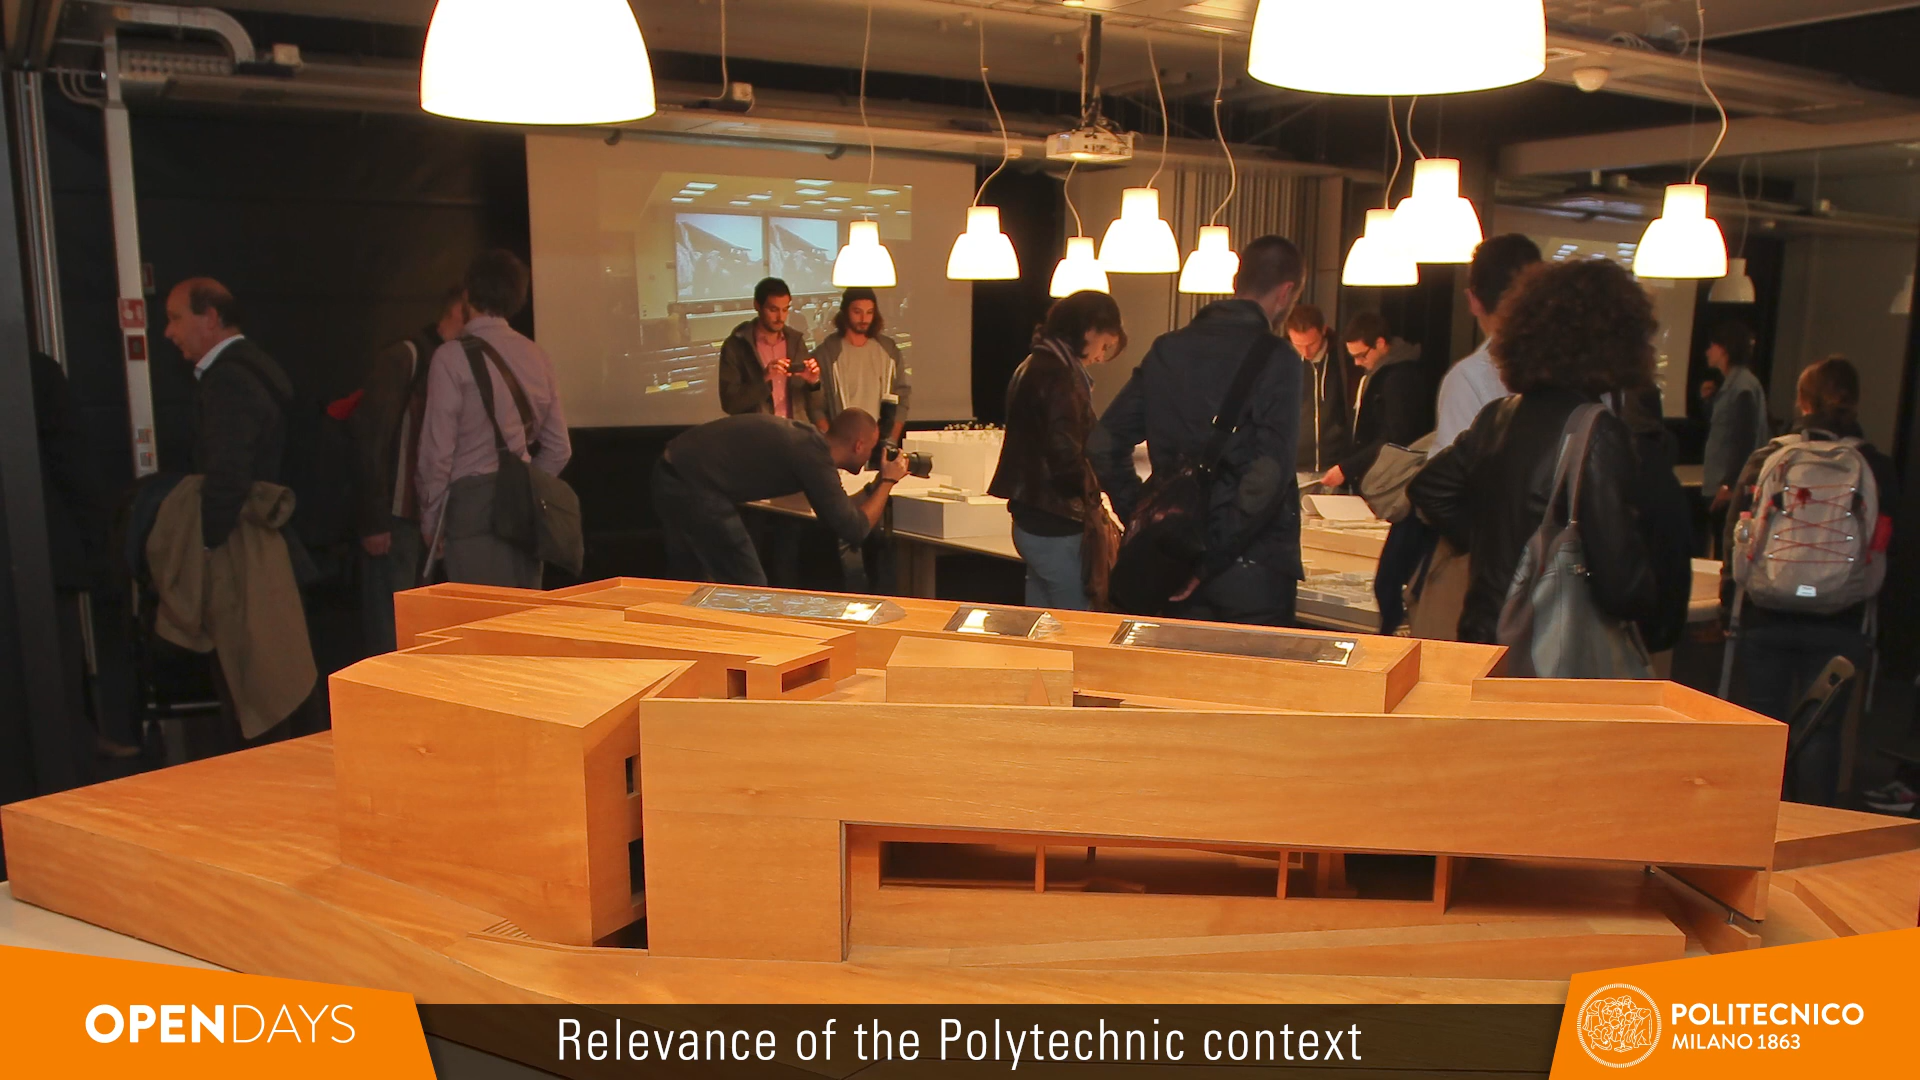 OPENDAYS
Relevance of the Polytechnic context
POLITECNICO
MILANO 1863